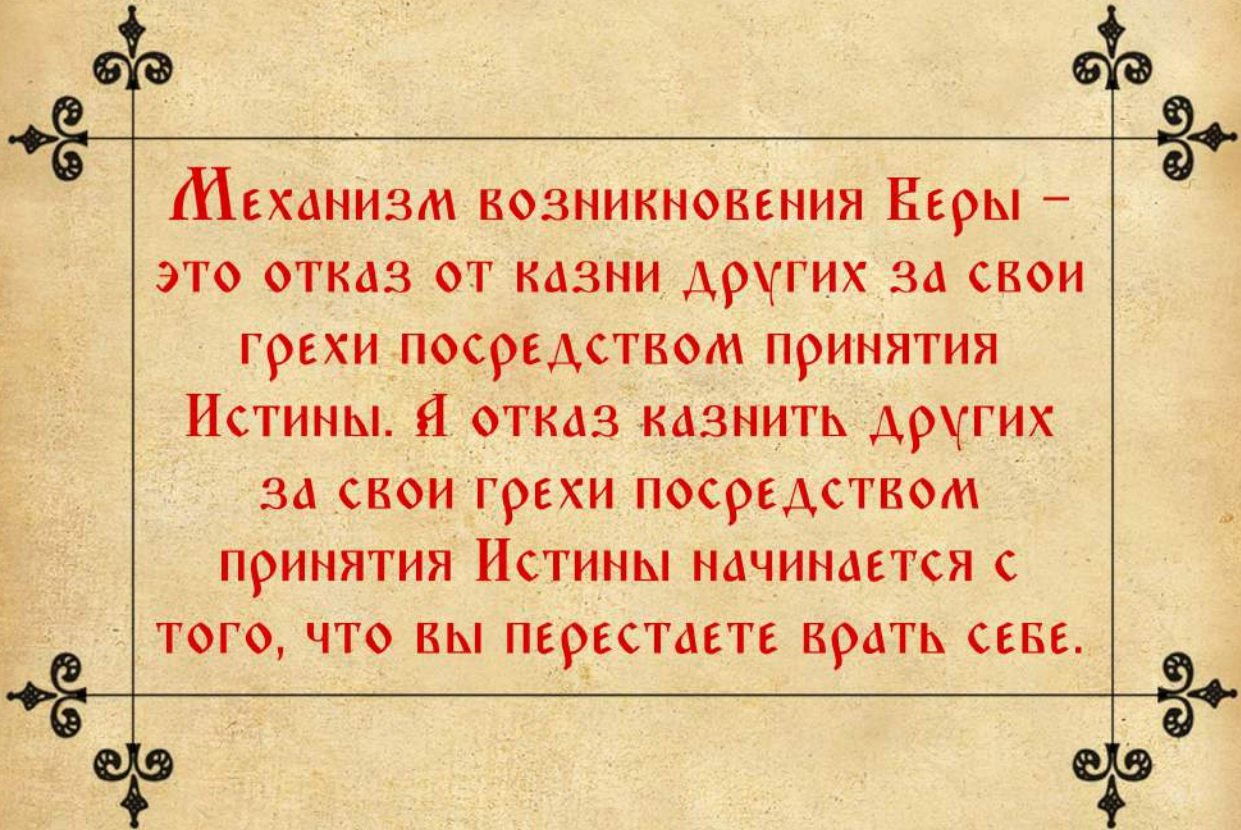 Механизм возникновения Веры –
это отказ от казни других за свои
грехи посредством принятия
Истины. А отказ казнить других
за свои грехи посредством
принятия Истины начинается с
того, что вы перестаете врать себе.